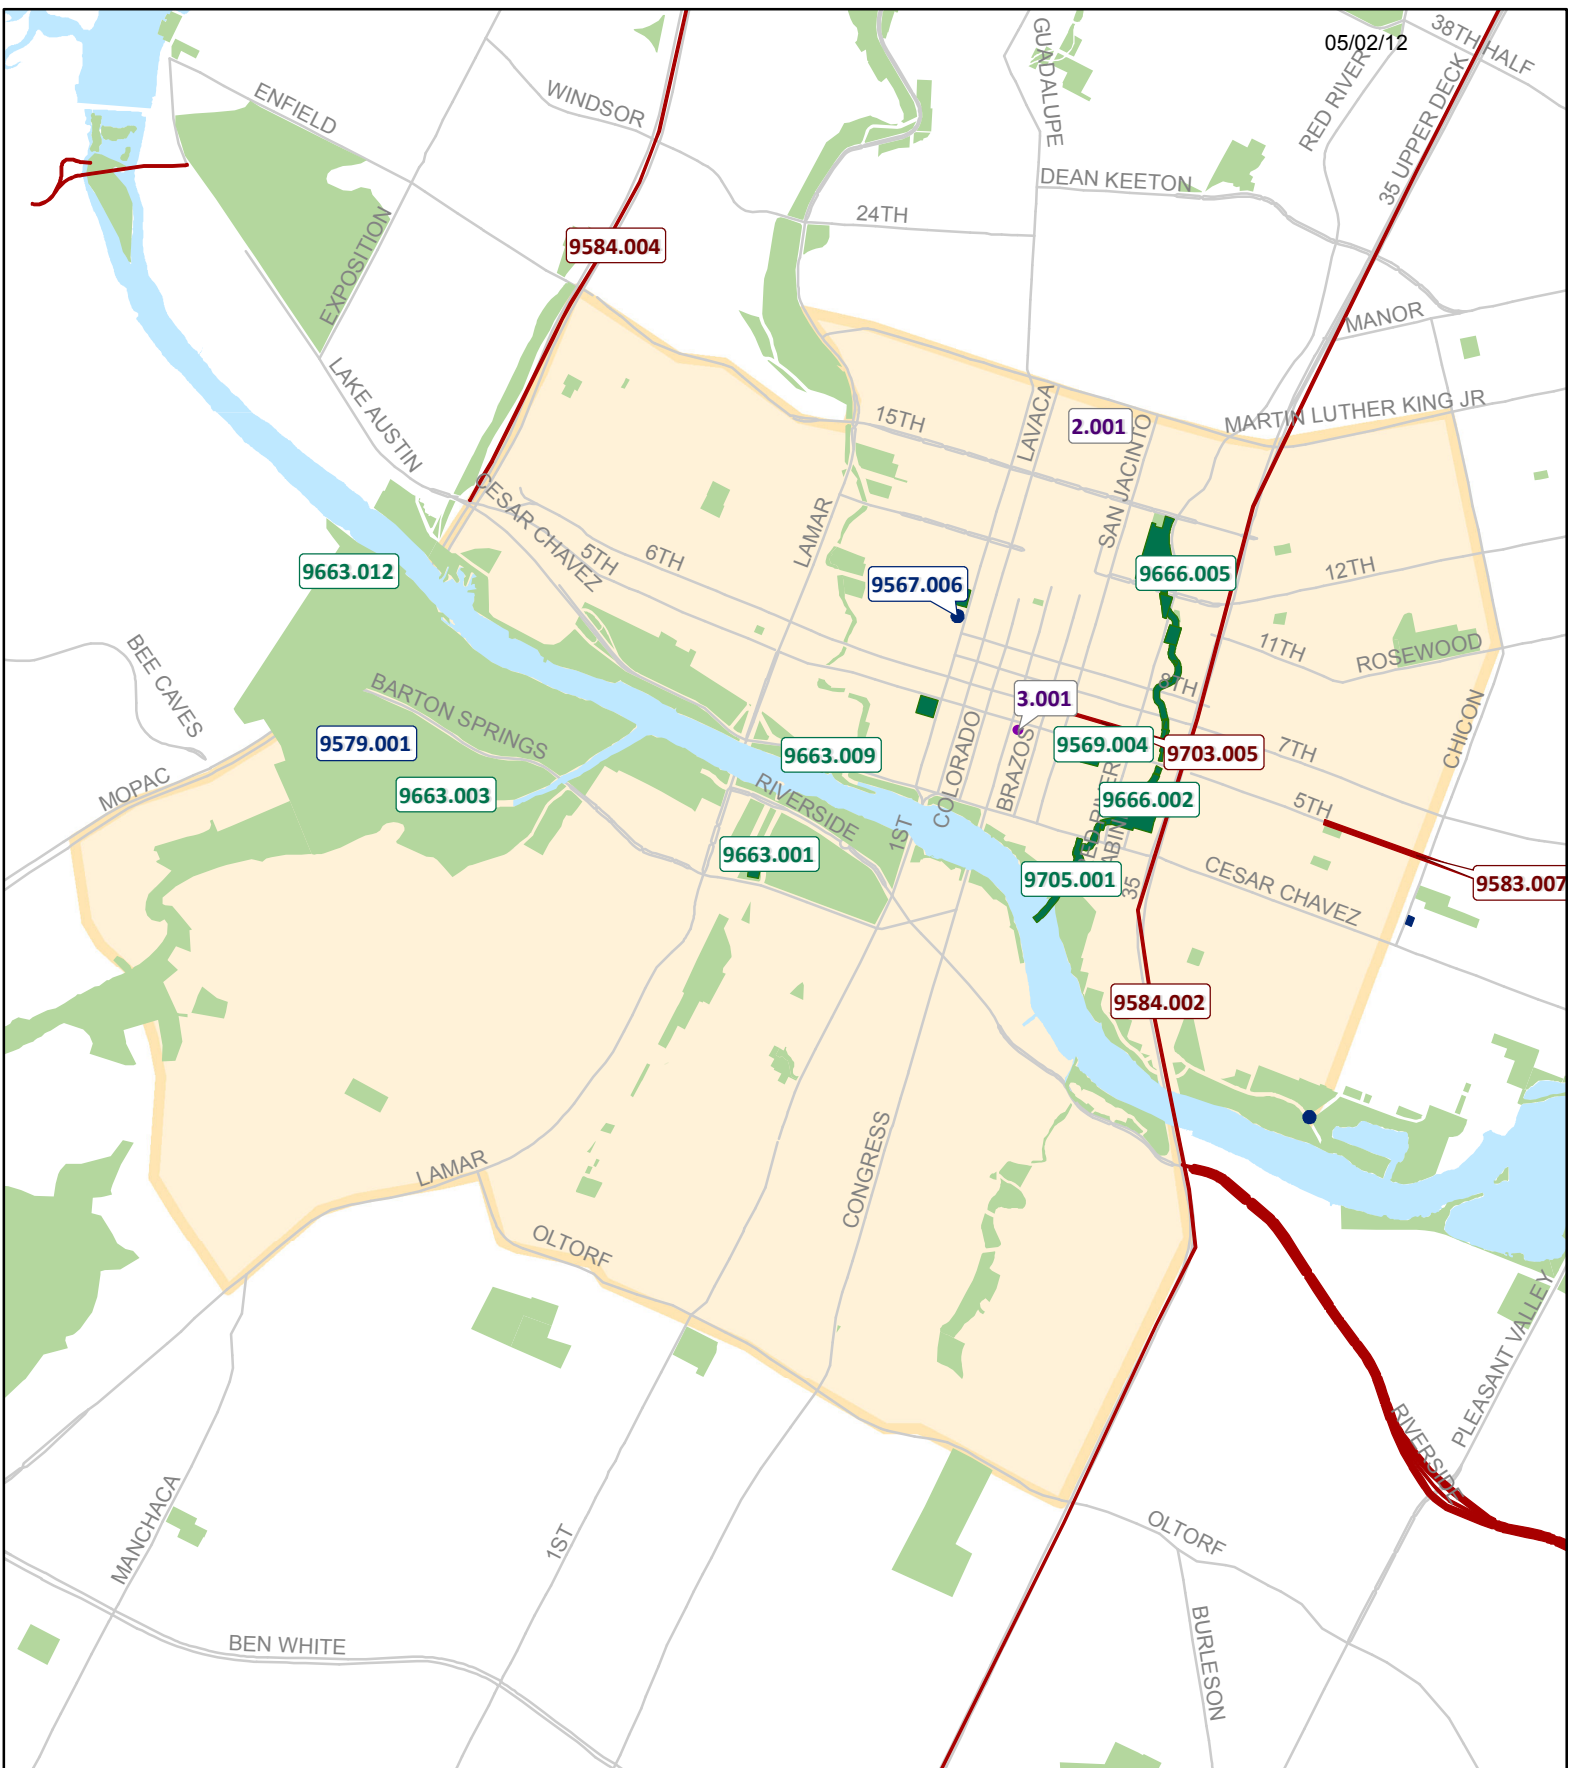 05/02/12
38TH HALF
GUADALUPE
RED RIVER
35 UPPER DECK
ENFIELD
WINDSOR
DEAN KEETON
24TH
EXPOSITION
9584.004
MANOR
LAKE AUSTIN
LAVACA
MARTIN LUTHER KING JR
2.001
15TH
SAN JACINTO
CESAR CHAVEZ
LAMAR
5TH
6TH
9663.012
9567.006
9666.005
12TH
11TH
ROSEWOOD
BEE CAVES
BARTON SPRINGS
8TH
3.001
CHICON
9579.001
COLORADO
BRAZOS
9569.004
9703.005
7TH
9663.009
MOPAC
9663.003
RIVERSIDE
9666.002
5TH
1ST
9663.001
9705.001
35
CESAR CHAVEZ
9583.007
9584.002
CONGRESS
LAMAR
OLTORF
PLEASANT VALLEY
RIVERSIDE
MANCHACA
1ST
OLTORF
BEN WHITE
BURLESON